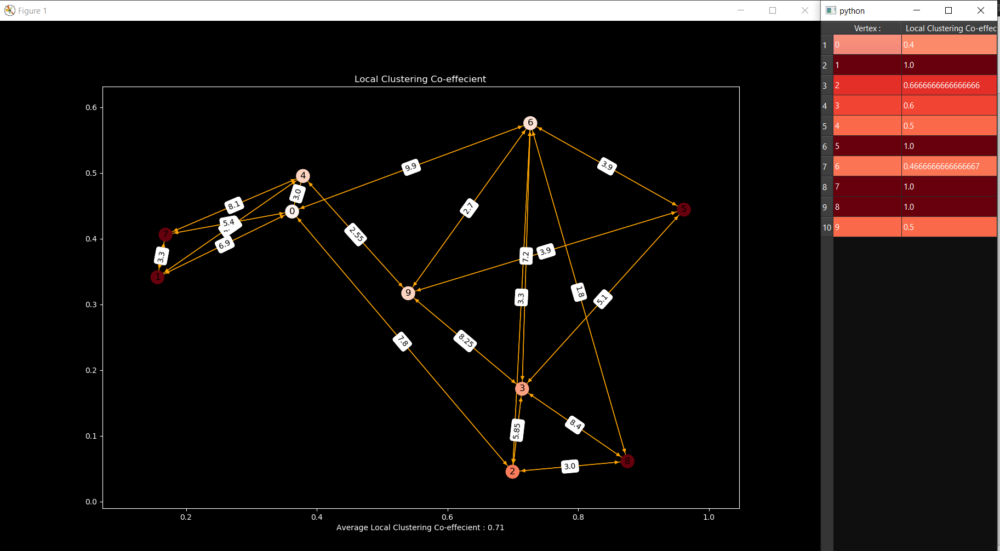 Figure 1
Local Clustering Co-effecient
0.6
0.5
0.4
0.3
0.2
0.1
0.0
0.2 0.4 0.6 0.8 1.0
Average Local Clustering Co-effecient : 0.71
6
4
0
7
1
5
9
3
2
8
9.9
3.9
3.0
8.1
5.4
6.9
3.3
2.55
2.7
3.9
7.2
3.3
1.8
5.1
7.8
8.25
5.85
8.4
3.0
python
Vertex : Local Clustering Co-effec
1 0 0.4
2 1 1.0
3 2 0.6666666666666666
4 3 0.6
5 4 0.5
6 5 1.0
7 6 0.4666666666666667
8 7 1.0
9 8 1.0
10 9 0.5